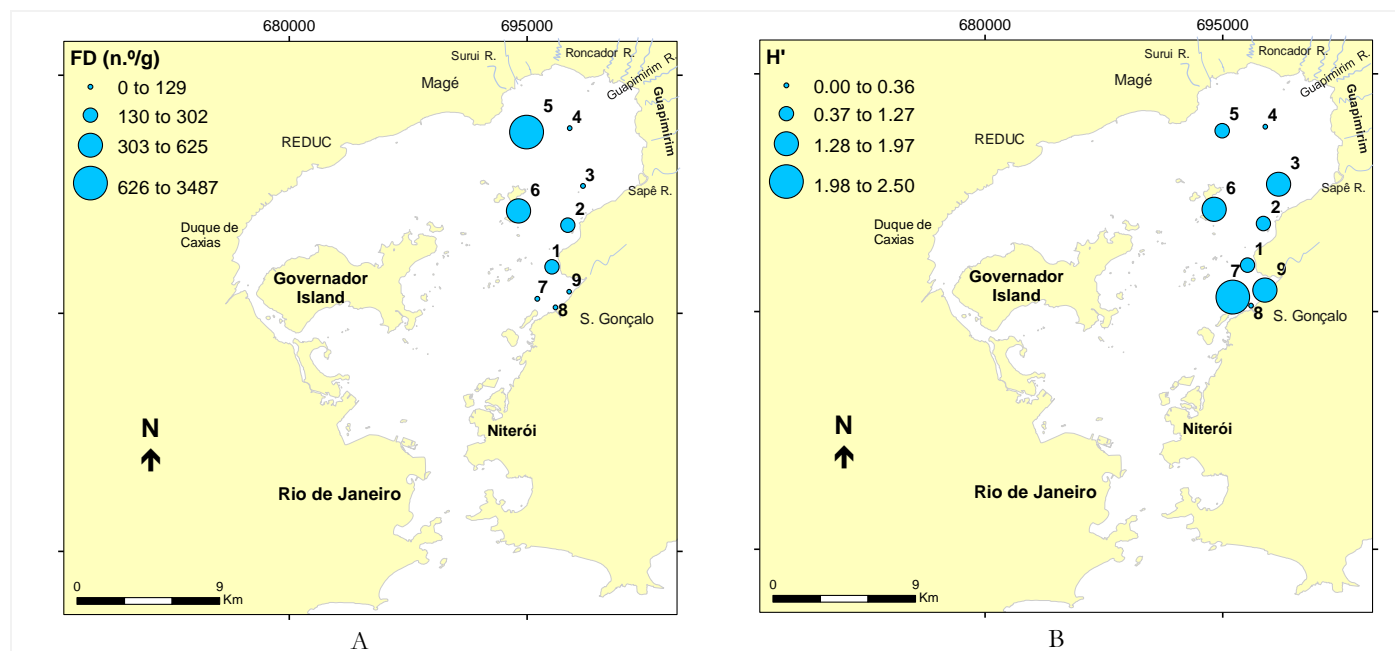 680000
695000
FD (n.º/g)
0 to 129
130 to 302
303 to 625
626 to 3487
Surui R.
Roncador R.
Guapimirim R.
Magé
Guapimirim
5
4
REDUC
3
Sapê R.
6
2
Duque de
Caxias
1
Governador
Island
7
9
8
S. Gonçalo
N
Niterói
Rio de Janeiro
0
9
Km
A
680000
695000
H'
0.00 to 0.36
0.37 to 1.27
1.28 to 1.97
1.98 to 2.50
Surui R.
Roncador R.
Guapimirim R.
Magé
Guapimirim
5
4
REDUC
3
Sapê R.
6
2
Duque de
Caxias
1
Governador
Island
7
9
8
S. Gonçalo
N
Niterói
Rio de Janeiro
0
9
Km
B